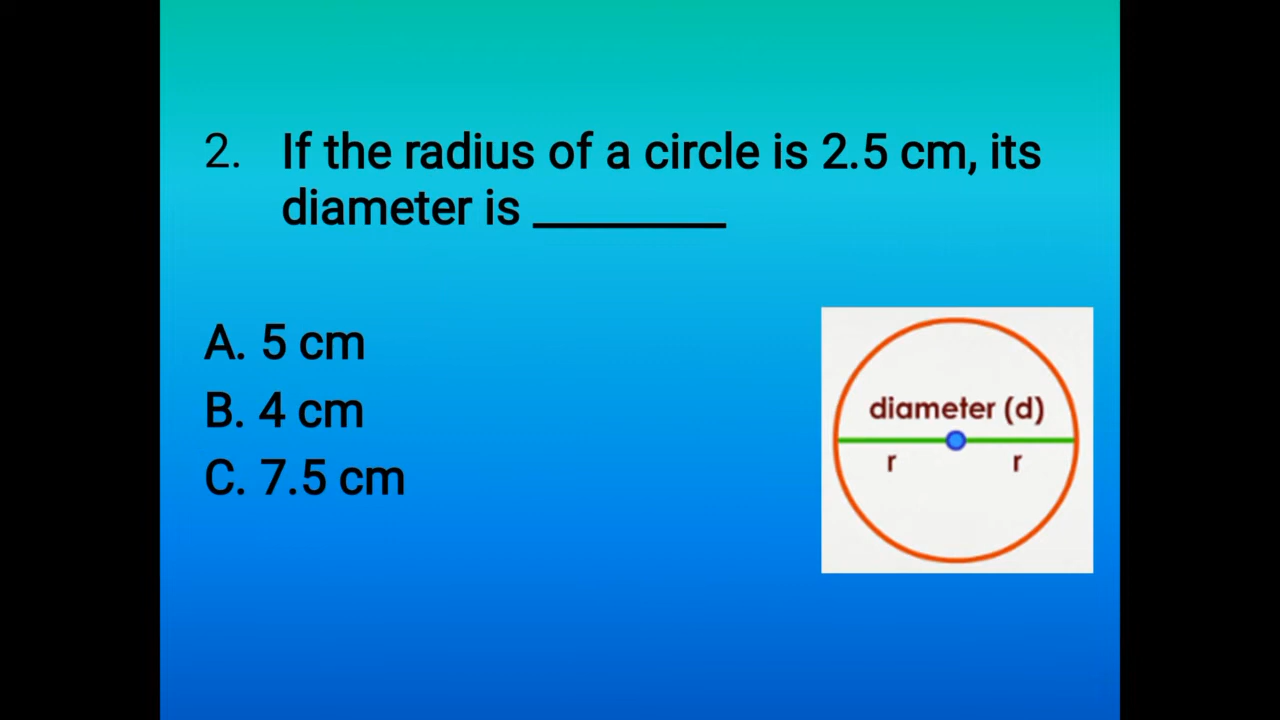 2. If the radius of a circle is 2.5 cm, its
diameter is ________
A. 5 cm
B. 4 cm
C. 7.5 cm
diameter (d)
r r